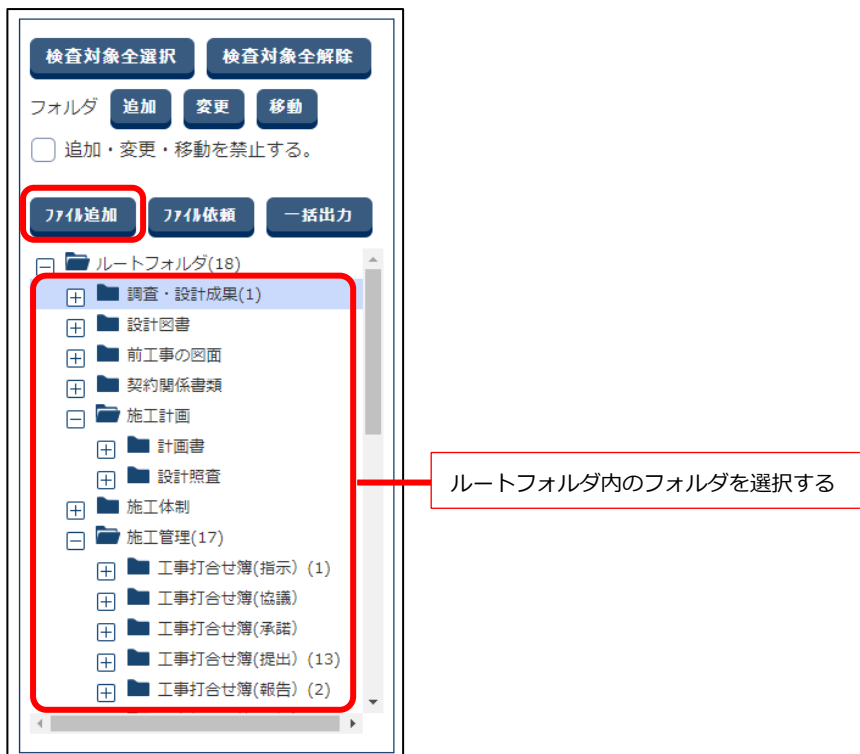 検査対象全選択 検査対象全解除
フォルダ 追加 変更 移動
追加・変更・移動を禁止する。
ﾌｧｲﾙ追加 ﾌｧｲﾙ依頼 一括出力
ルートフォルダ(18)
調査・設計成果(1)
設計図書
前工事の図面
契約関係書類
施工計画
計画書
設計照査
ルートフォルダ内のフォルダを選択する
施工体制
施工管理(17)
工事打合せ簿(指示）(1)
工事打合せ簿(協議）
工事打合せ簿(承諾）
工事打合せ簿(提出）(13)
工事打合せ簿(報告）(2)